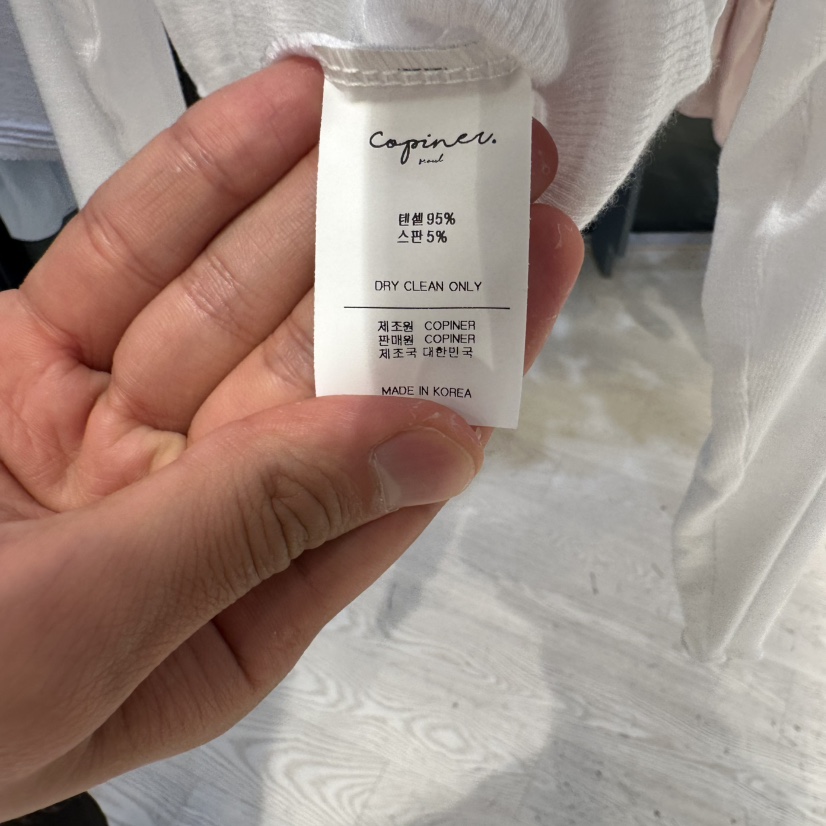 Copiner.
seoul
텐셀 95%
스판 5%
DRY CLEAN ONLY
제조원 COPINER
판매원 COPINER
제조국 대한민국
MADE IN KOREA